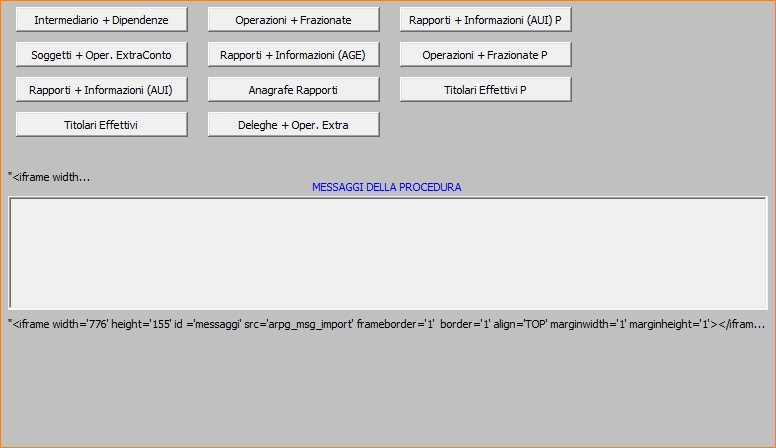 Intermediario + Dipendenze
Operazioni + Frazionate
Rapporti + Informazioni (AUI) P
Soggetti + Oper. ExtraConto
Rapporti + Informazioni (AGE)
Operazioni + Frazionate P
Rapporti + Informazioni (AUI)
Anagrafe Rapporti
Titolari Effettivi P
Titolari Effettivi
Deleghe + Oper. Extra
"<iframe width...
MESSAGGI DELLA PROCEDURA
"<iframe width='776' height='155' id ='messaggi' src='arpg_msg_import' frameborder='1'  border='1' align='TOP' marginwidth='1' marginheight='1'></ifram...